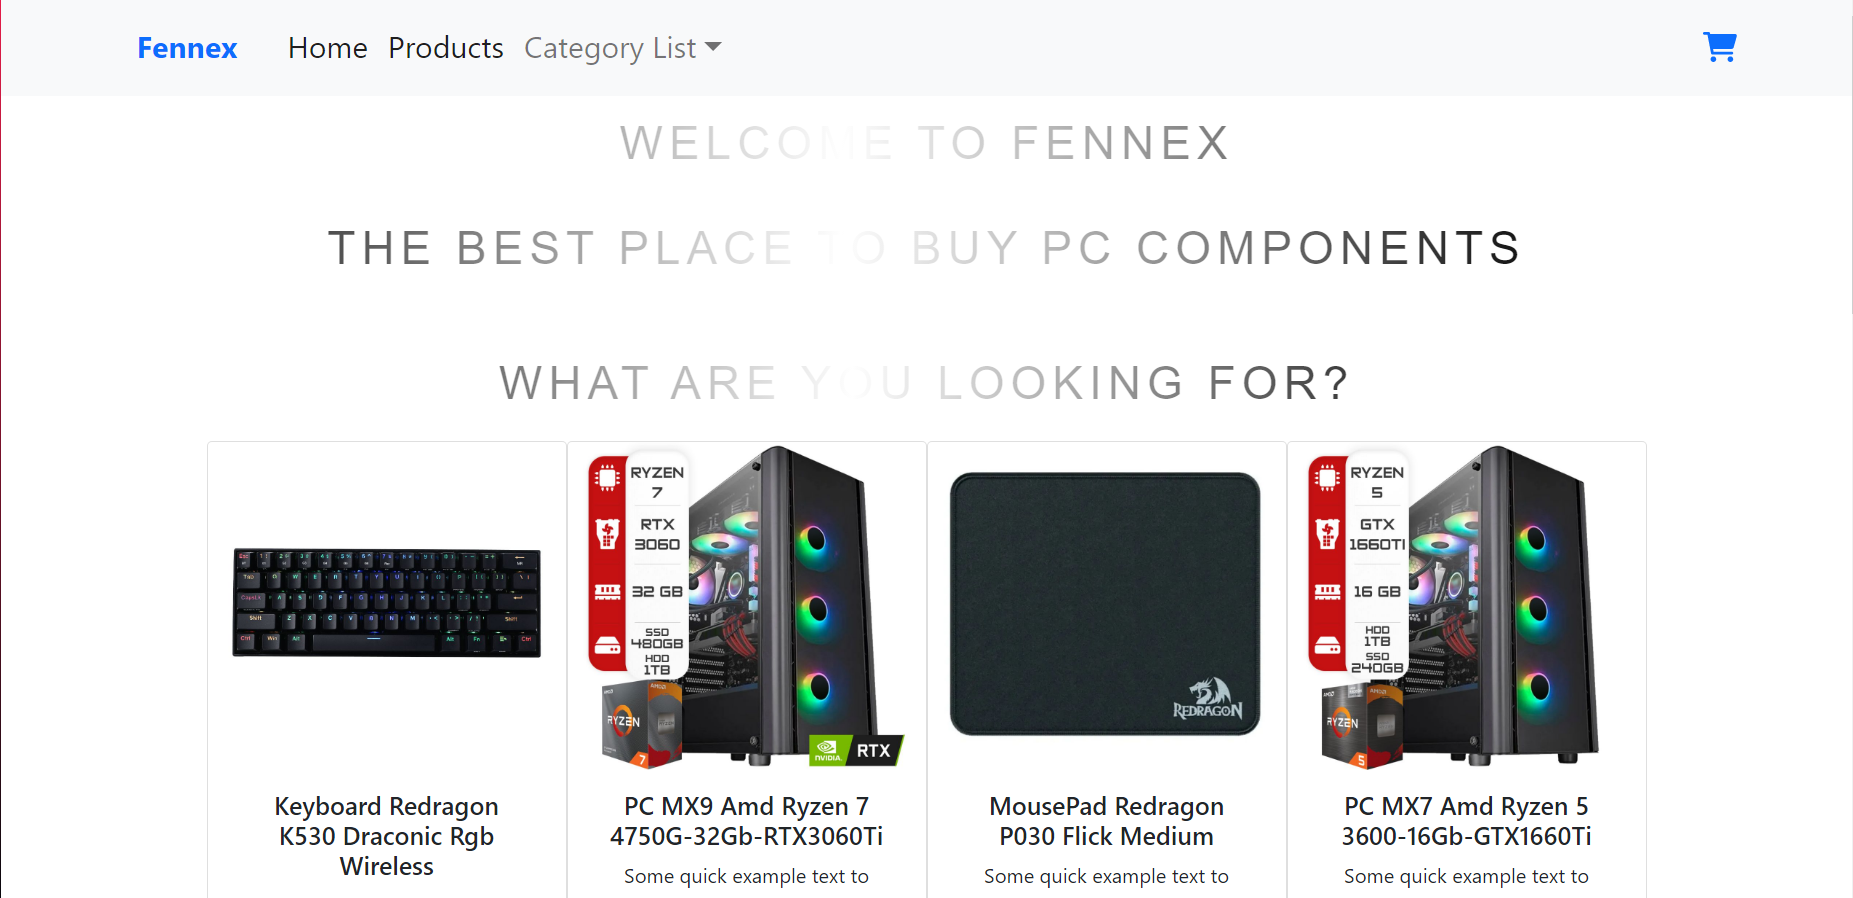 Fennex Home Products Category List
WELCOME TO FENNEX
THE BEST PLACE TO BUY PC COMPONENTS
WHAT ARE YOU LOOKING FOR?
RYZEN
7
RTX
3060
32 GB
SSD
480GB
HDD
1TB
AMD
RYZEN
7
NVIDIA.
RTX
REDRAGON
RYZEN
5
GTX
1660TI
16 GB
HDD
1TB
SSD
240GB
AMD
RYZEN
5
Keyboard Redragon
K530 Draconic Rgb
Wireless
PC MX9 Amd Ryzen 7
4750G-32Gb-RTX3060Ti
Some quick example text to
MousePad Redragon
P030 Flick Medium
Some quick example text to
PC MX7 Amd Ryzen 5
3600-16Gb-GTX1660Ti
Some quick example text to